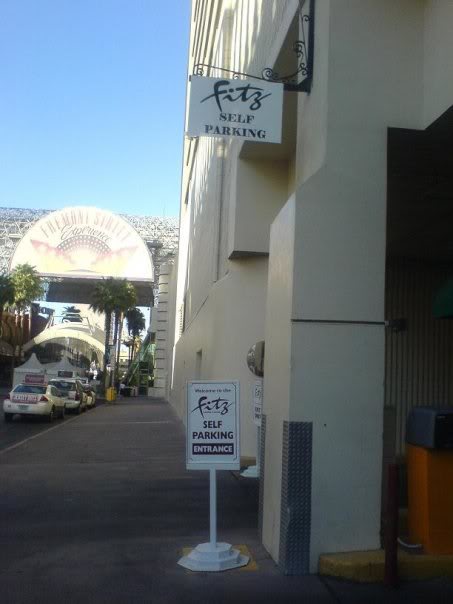 Fitz
SELF
PARKING
FREMONT STREET
Experience
Welcome to the
Fitz
SELF
PARKING
ENTRANCE